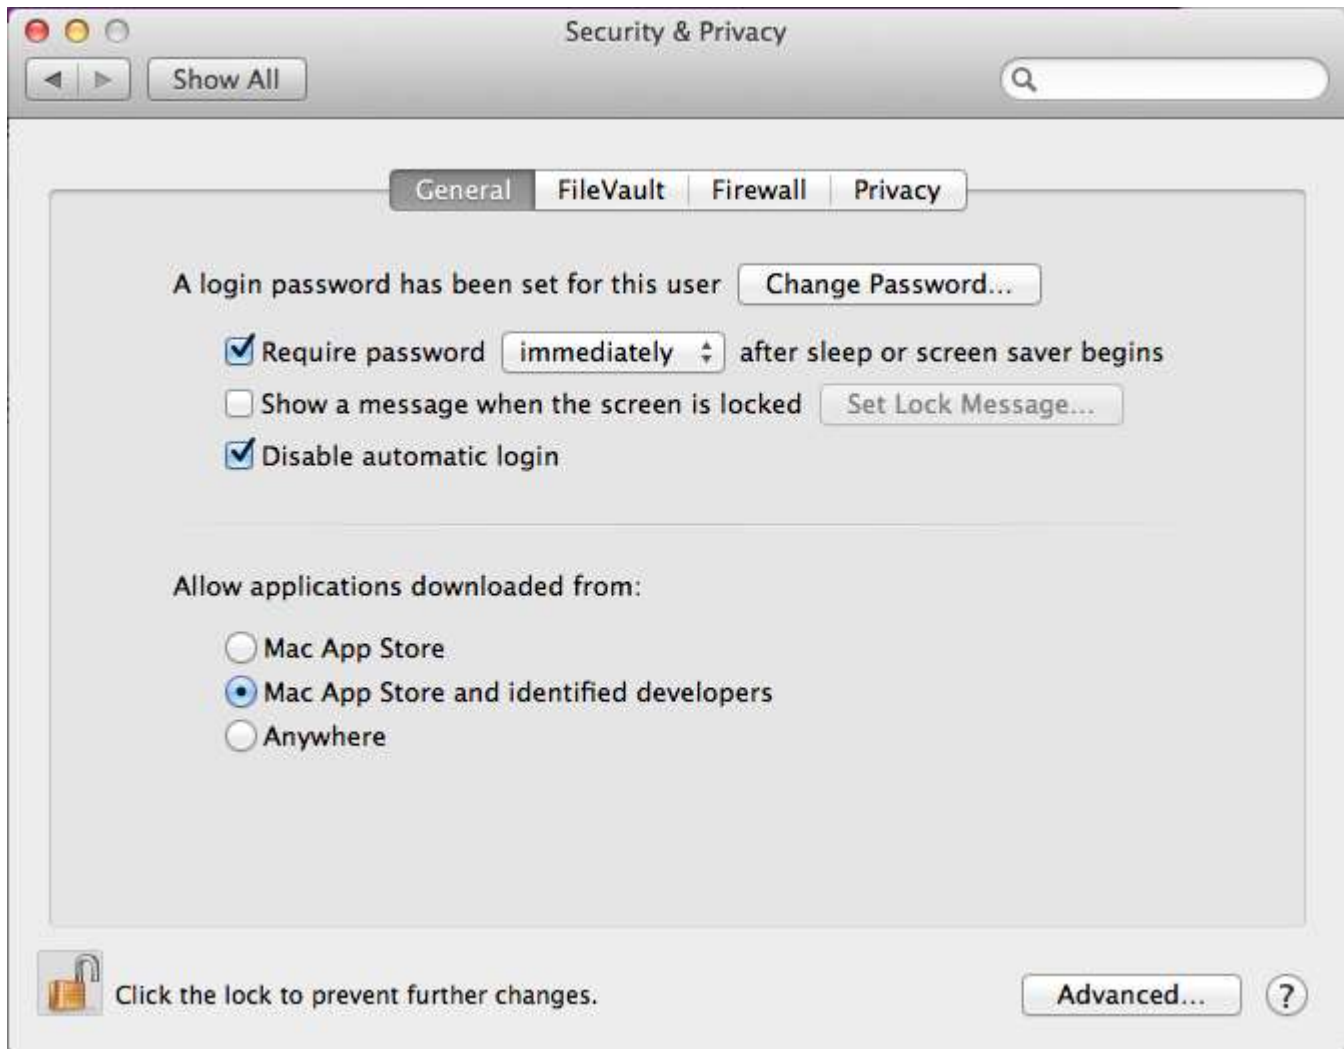 Security & Privacy
Show All
General FileVault Firewall Privacy
A login password has been set for this user Change Password...
Require password immediately after sleep or screen saver begins
Show a message when the screen is locked Set Lock Message...
Disable automatic login
Allow applications downloaded from:
Mac App Store
Mac App Store and identified developers
Anywhere
Click the lock to prevent further changes. Advanced... ?